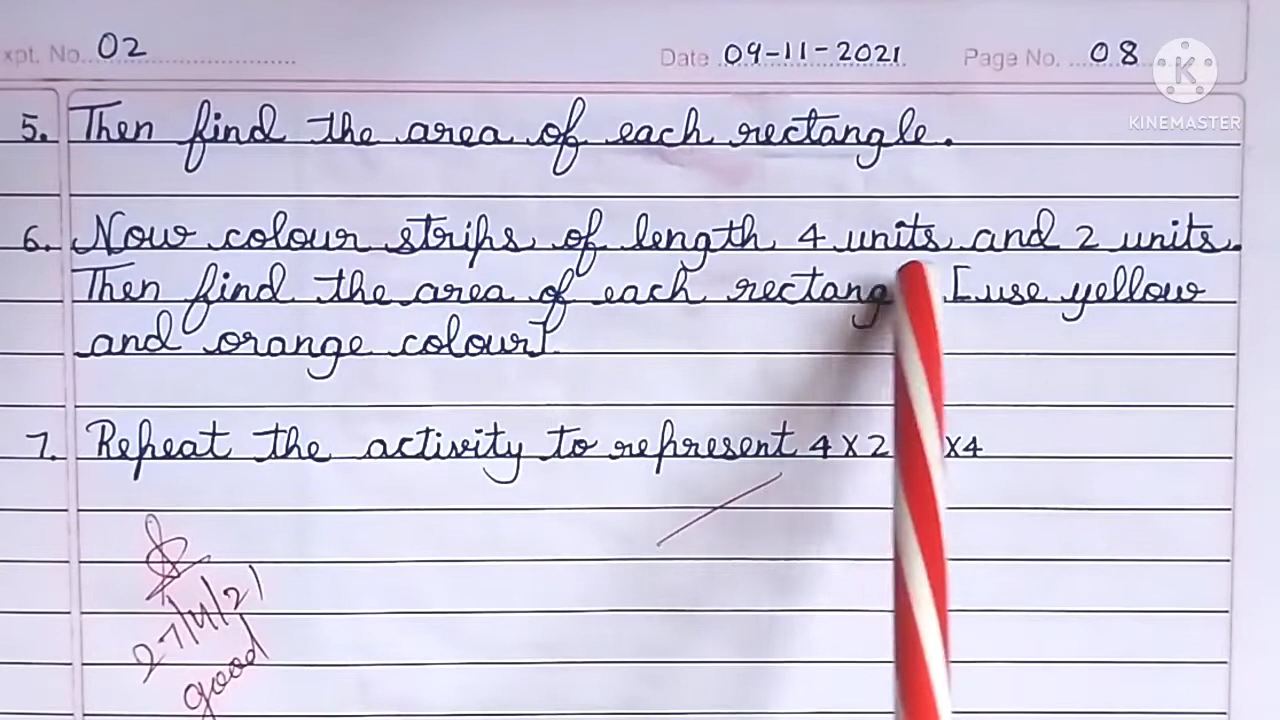 xpt. No. 02 Date 09-11-2021 Page No. 08
KINEMASTER
5. Then find the area of each rectangle.
6. Now colour strips of length 4 units and 2 units.
Then find the area of each rectang [use yellow
and orange colour]
7. Repeat the activity to represent 4 x 2 x 4
27/11/21
good